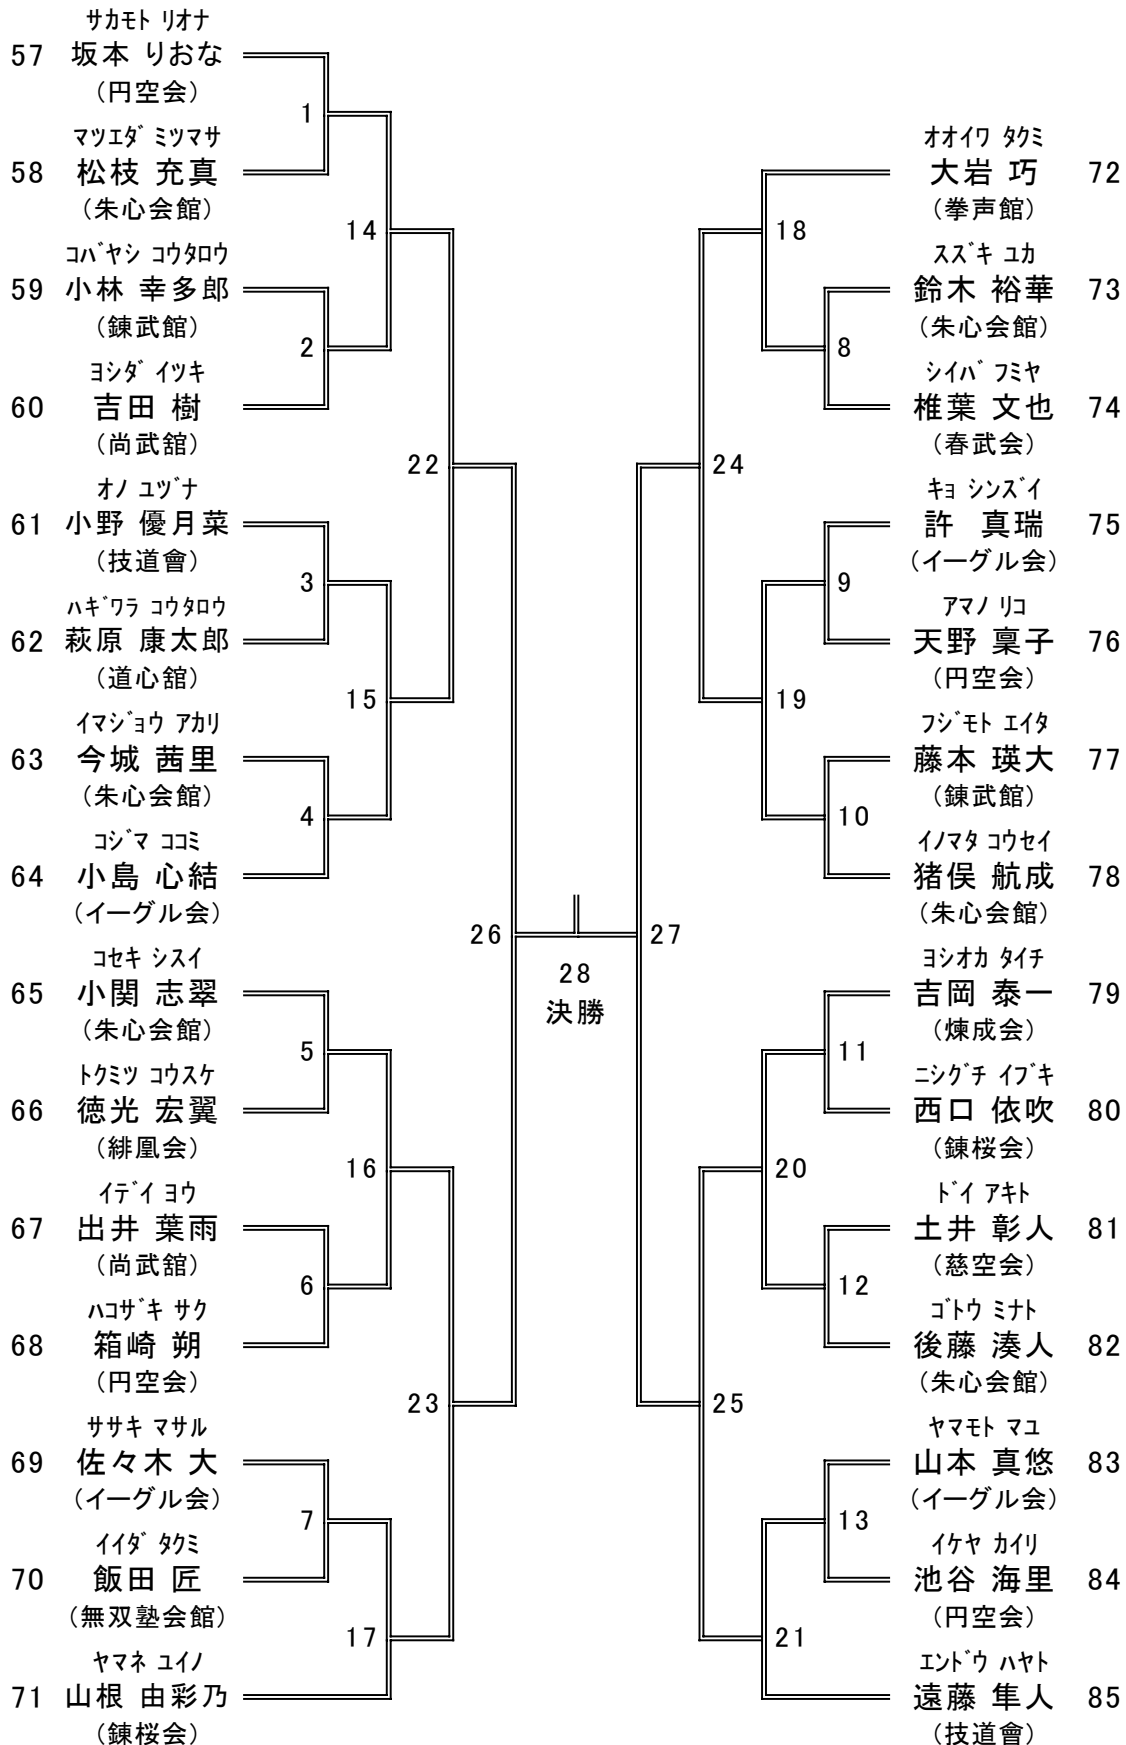 サカモト リオナ
57 坂本 りおな
(円空会)
1
マツエダ ミツマサ
58 松枝 充真
(朱心会館)
14
コバヤシ コウタロウ
59 小林 幸多郎
(錬武館)
2
ヨシダ イツキ
60 吉田 樹
(尚武舘)
22
オノ ユヅナ
61 小野 優月菜
(技道會)
3
ハギワラ コウタロウ
62 萩原 康太郎
(道心舘)
15
イマジョウ アカリ
63 今城 茜里
(朱心会館)
4
コジマ ココミ
64 小島 心結
(イーグル会)
26
コセキ シスイ
65 小関 志翠
(朱心会館)
5
トクミツ コウスケ
66 徳光 宏翼
(緋凰会)
16
イデイ ヨウ
67 出井 葉雨
(尚武舘)
6
ハコザキ サク
68 箱崎 朔
(円空会)
23
ササキ マサル
69 佐々木 大
(イーグル会)
7
イイダ タクミ
70 飯田 匠
(無双塾会館)
17
ヤマネ ユイノ
71 山根 由彩乃
(錬桜会)
28
決勝
オオイワ タクミ
大岩 巧 72
(拳声館)
18
スズキ ユカ
鈴木 裕華 73
(朱心会館)
8
シイバ フミヤ
椎葉 文也 74
(春武会)
24
キョ シンズイ
許 真瑞 75
(イーグル会)
9
アマノ リコ
天野 稟子 76
(円空会)
19
フジモト エイタ
藤本 瑛大 77
(錬武館)
10
イノマタ コウセイ
猪俣 航成 78
(朱心会館)
27
ヨシオカ タイチ
吉岡 泰一 79
(煉成会)
11
ニシグチ イブキ
西口 依吹 80
(錬桜会)
20
ドイ アキト
土井 彰人 81
(慈空会)
12
ゴトウ ミナト
後藤 湊人 82
(朱心会館)
25
ヤマモト マユ
山本 真悠 83
(イーグル会)
13
イケヤ カイリ
池谷 海里 84
(円空会)
21
エンドウ ハヤト
遠藤 隼人 85
(技道會)